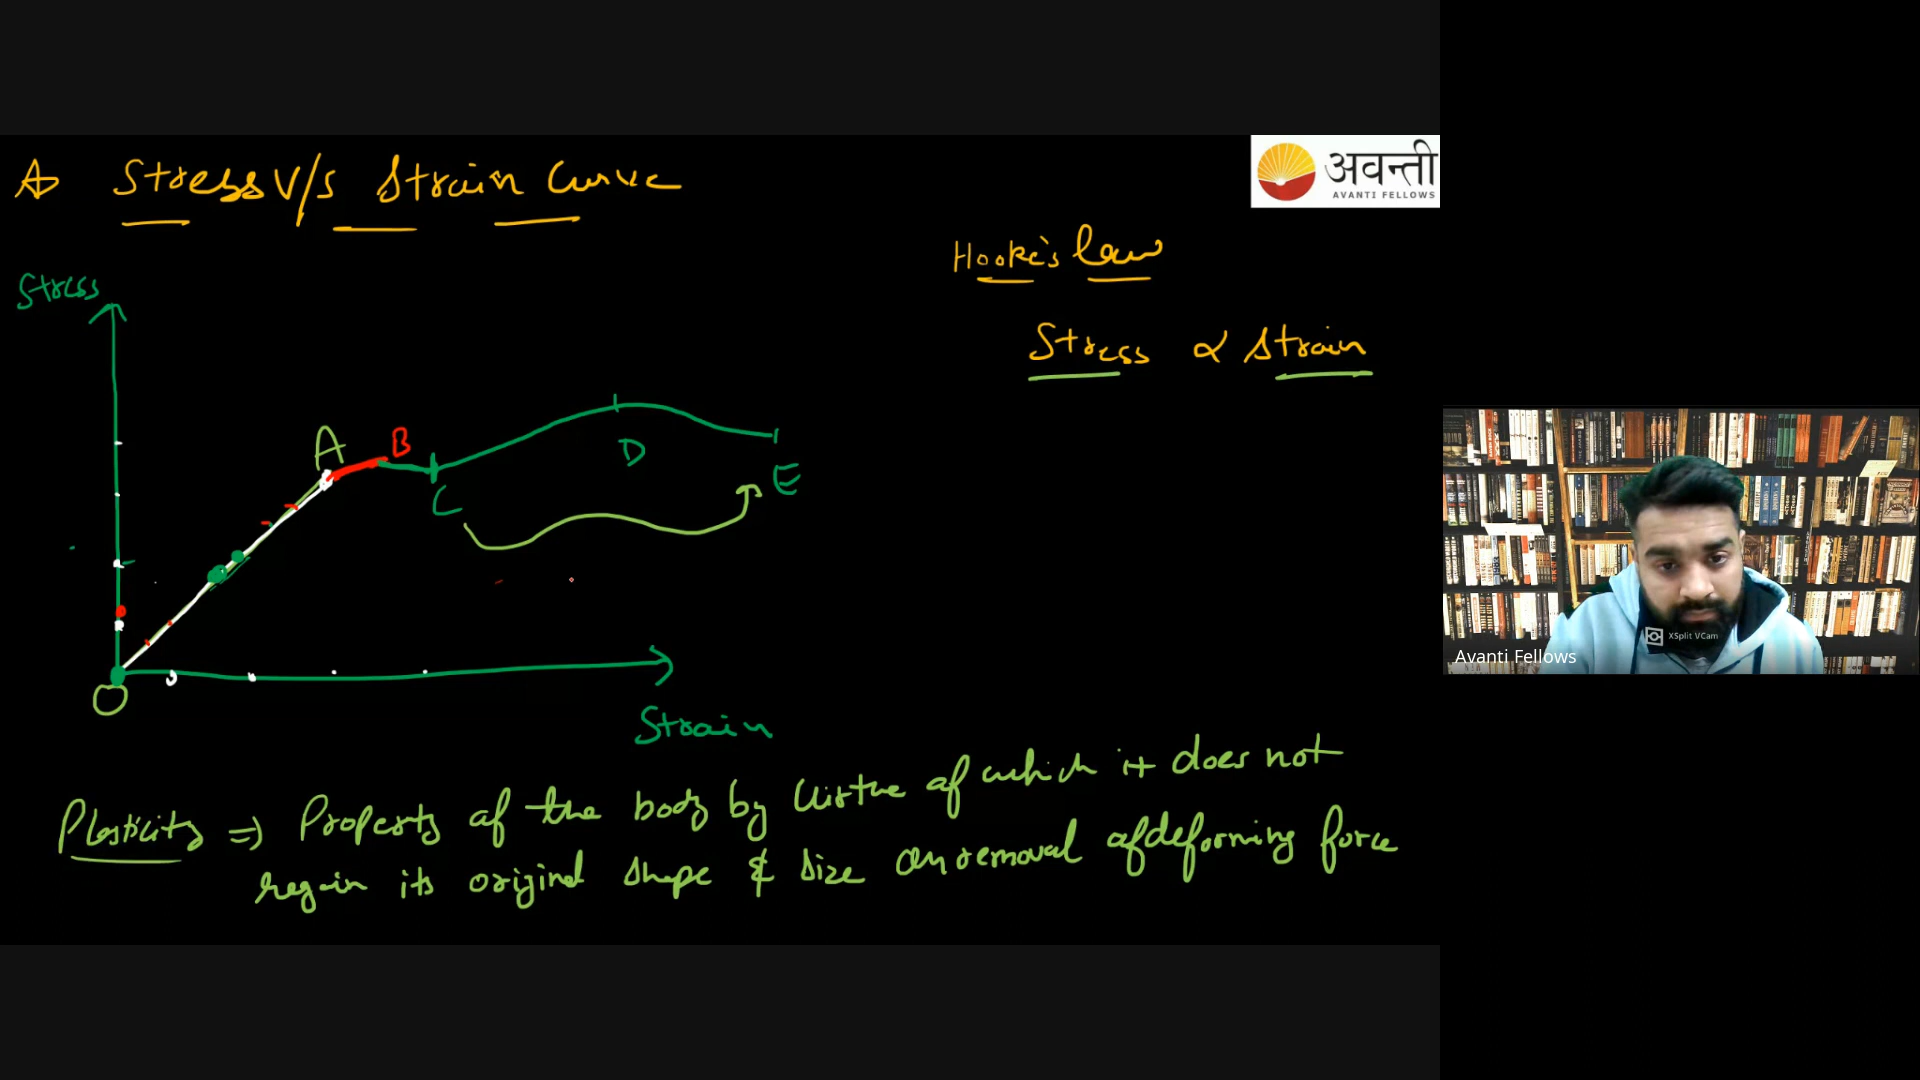 Stress v/s Strain Curve
अवन्ती
AVANTI FELLOWS
Hooke's law
Stress
Stress ∝ Strain
A
B
C
D
E
O
Strain
XSplit VCam
Avanti Fellows
Plasticity => Property of the body by virtue of which it does not
regain its original shape & size on removal of deforming force